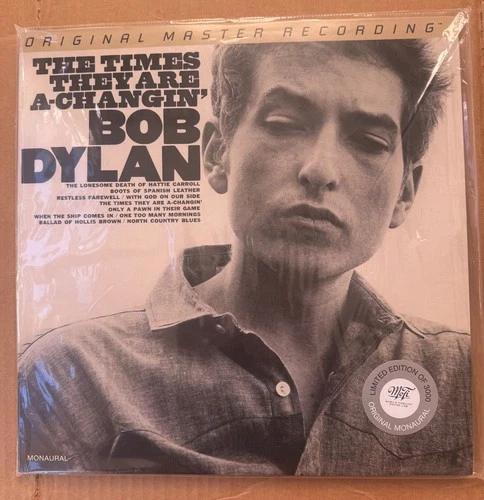 ORIGINAL MASTER RECORDING™
THE TIMES
THEY ARE
A-CHANGIN'
BOB
DYLAN
THE LONESOME DEATH OF HATTIE CARROLL
BOOTS OF SPANISH LEATHER
RESTLESS FAREWELL / WITH GOD ON OUR SIDE
THE TIMES THEY ARE A-CHANGIN'
ONLY A PAWN IN THEIR GAME
WHEN THE SHIP COMES IN / ONE TOO MANY MORNINGS
BALLAD OF HOLLIS BROWN / NORTH COUNTRY BLUES
LIMITED EDITION OF 3000
MoFi
ORIGINAL MONAURAL
MONAURAL